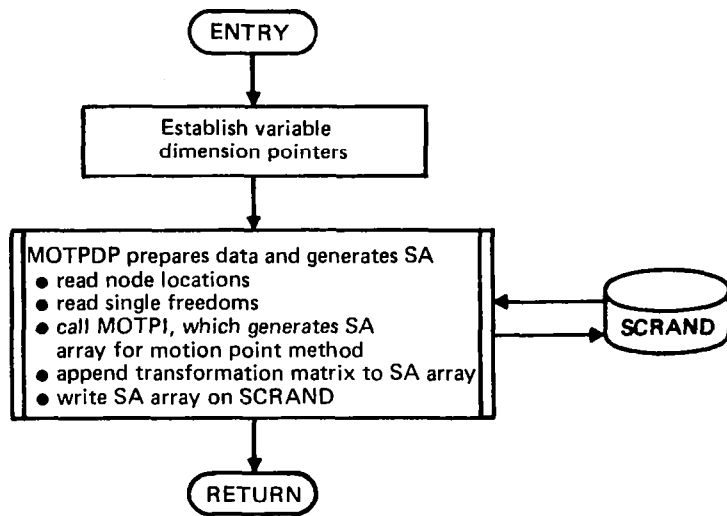 ENTRY
Establish variable
dimension pointers
MOTPDP prepares data and generates SA
● read node locations
● read single freedoms
● call MOTPI, which generates SA
array for motion point method
● append transformation matrix to SA array
● write SA array on SCRAND
SCRAND
RETURN